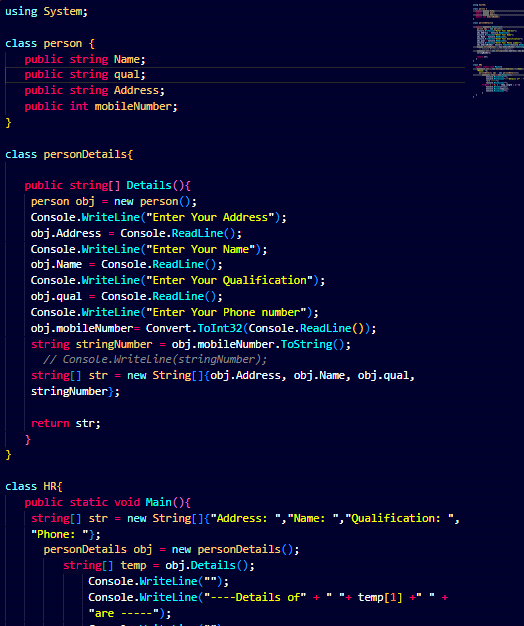 using System;
class person {
public string Name;
public string qual;
public string Address;
public int mobileNumber;
}
class personDetails{
public string[] Details(){
person obj = new person();
Console.WriteLine("Enter Your Address");
obj.Address = Console.ReadLine();
Console.WriteLine("Enter Your Name");
obj.Name = Console.ReadLine();
Console.WriteLine("Enter Your Qualification");
obj.qual = Console.ReadLine();
Console.WriteLine("Enter Your Phone number");
obj.mobileNumber= Convert.ToInt32(Console.ReadLine());
string stringNumber = obj.mobileNumber.ToString();
// Console.WriteLine(stringNumber);
string[] str = new String[]{obj.Address, obj.Name, obj.qual,
stringNumber};
return str;
}
}
class HR{
public static void Main(){
string[] str = new String[]{"Address: ","Name: ","Qualification: ",
"Phone: "};
personDetails obj = new personDetails();
string[] temp = obj.Details();
Console.WriteLine("");
Console.WriteLine("----Details of" + " "+ temp[1] +" " +
"are -----");